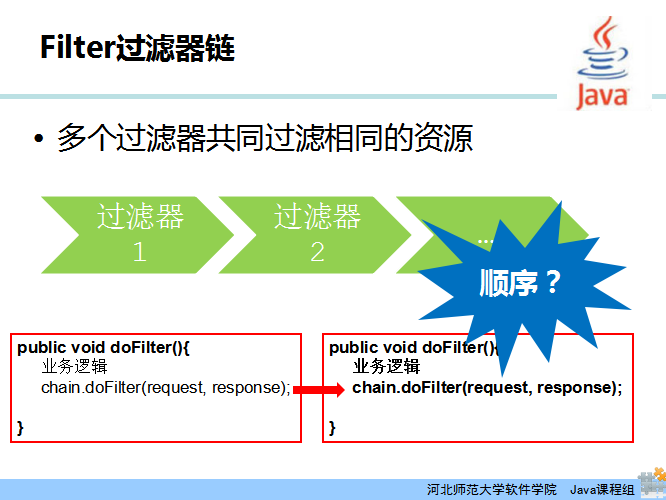 Filter过滤器链
Java
• 多个过滤器共同过滤相同的资源
过滤器
1
过滤器
2
...
顺序？
public void doFilter(){
业务逻辑
chain.doFilter(request, response);
}
public void doFilter(){
业务逻辑
chain.doFilter(request, response);
}
河北师范大学软件学院 Java课程组